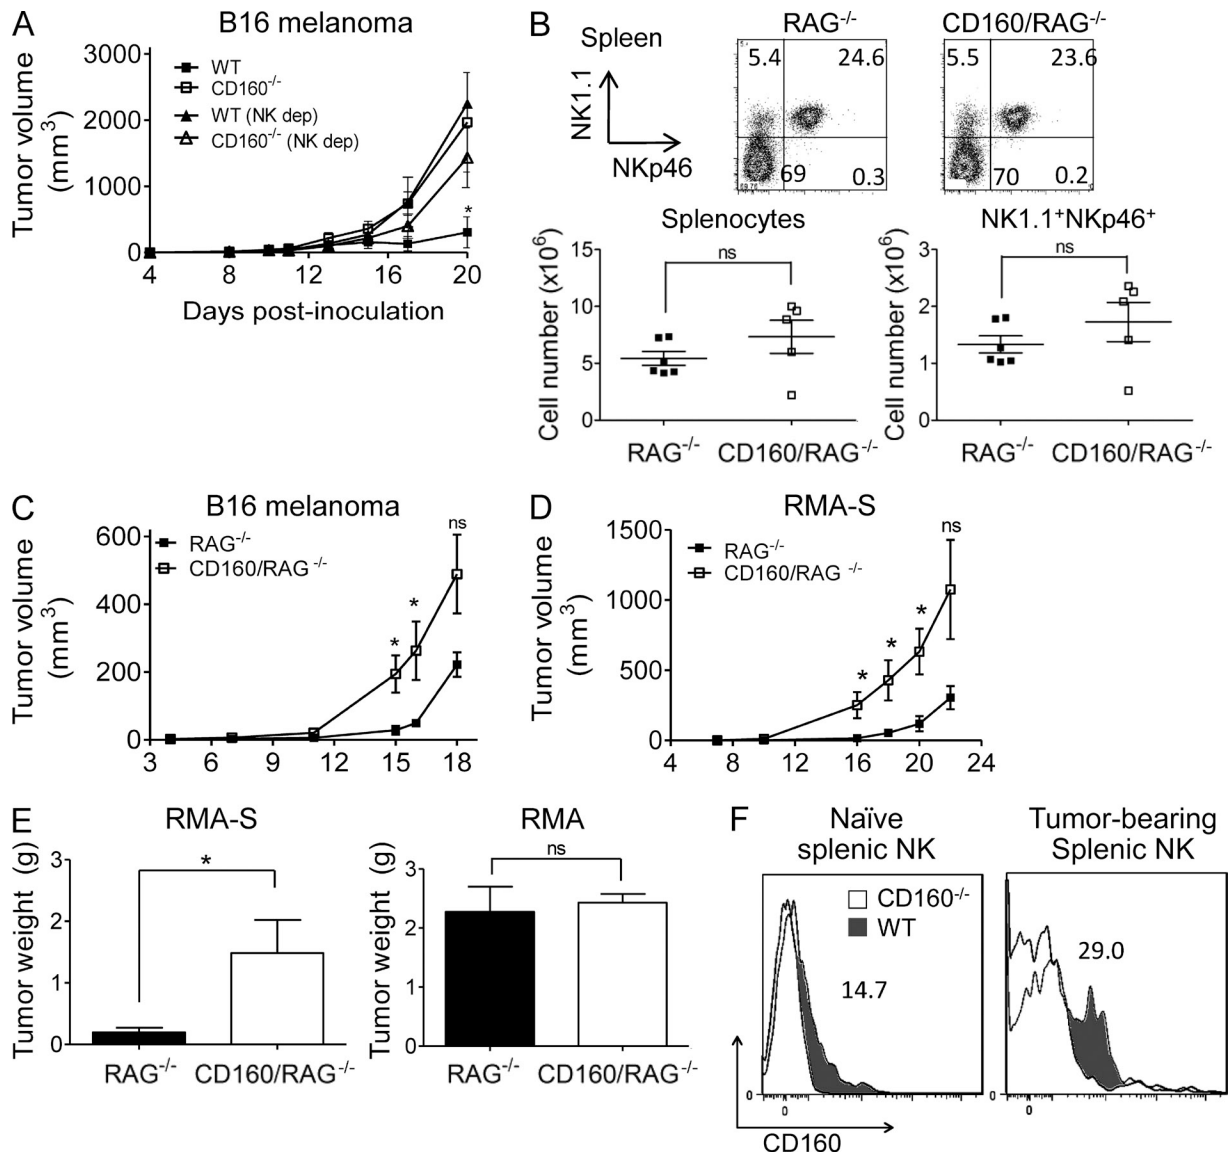 A
B16 melanoma
Tumor volume
(mm³)
3000
2000
1000
0
WT
CD160-/-
WT (NK dep)
CD160-/- (NK dep)
*
4
8
12
16
20
Days post-inoculation
B
Spleen
NK1.1
NKp46
RAG-/-
5.4
24.6
69
0.3
CD160/RAG-/-
5.5
23.6
70
0.2
Splenocytes
Cell number (x10⁶)
15
10
5
0
ns
RAG-/-
CD160/RAG-/-
NK1.1⁺NKp46⁺
Cell number (x10⁶)
3
2
1
0
ns
RAG-/-
CD160/RAG-/-
C
B16 melanoma
Tumor volume
(mm³)
600
400
200
0
RAG-/-
CD160/RAG -/-
*
*
ns
3
6
9
12
15
18
D
RMA-S
Tumor volume
(mm³)
1500
1000
500
0
RAG-/-
CD160/RAG -/-
*
*
*
ns
4
8
12
16
20
24
E
RMA-S
Tumor weight (g)
3
2
1
0
*
RAG-/-
CD160/RAG-/-
RMA
Tumor weight (g)
3
2
1
0
ns
RAG-/-
CD160/RAG-/-
F
Naïve
splenic NK
CD160-/-
WT
14.7
0
0
CD160
Tumor-bearing
Splenic NK
29.0
0
0